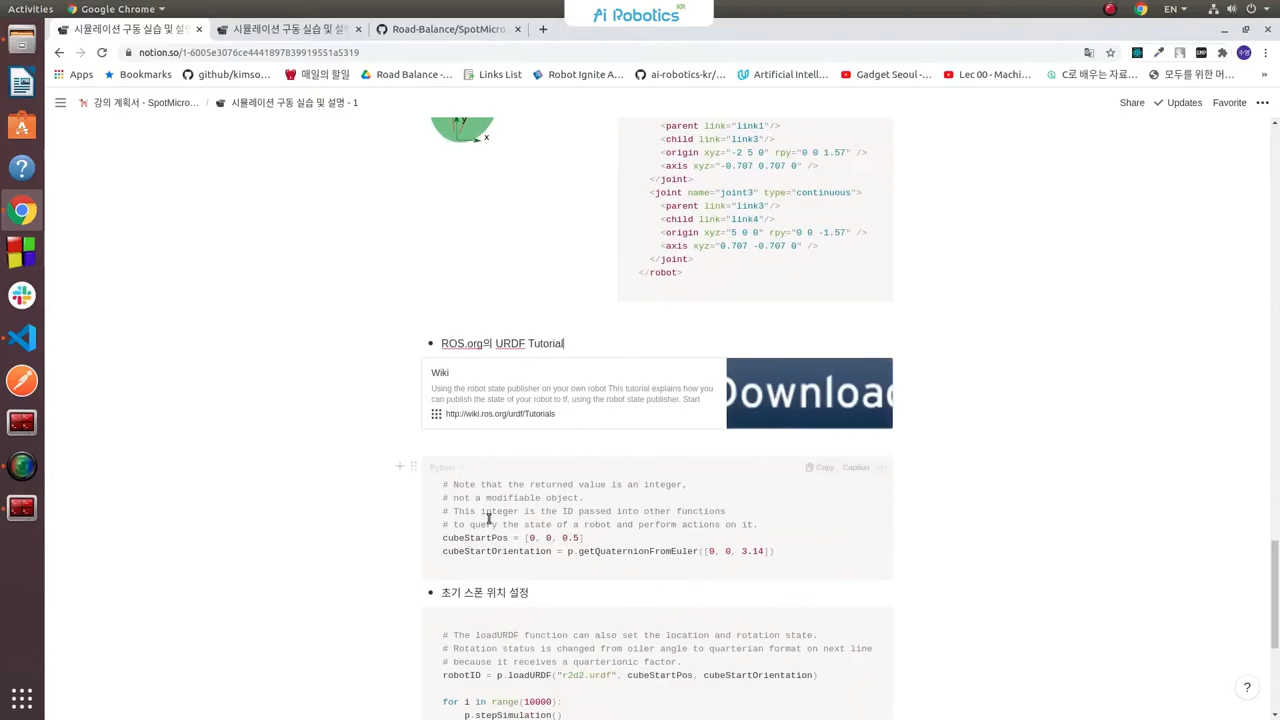 Google Chrome
Ai Robotics KR
EN
시뮬레이션 구동 실습 및 설명
시뮬레이션 구동 실습 및 설명
Road-Balance/SpotMicro
notion.so/1-6005e3076ce4441897839919551a5319
Apps
Bookmarks
github/kimso...
매일의 할일
Road Balance -...
Links List
Robot Ignite A...
ai-robotics-kr/...
Artificial Intell...
Gadget Seoul -...
Lec 00 - Machi...
C로 배우는 자료...
모두를 위한 머...
»
강의 계획서 - SpotMicro... / 시뮬레이션 구동 실습 및 설명 - 1
Share
Updates
Favorite
y
x
<parent link="link1"/>
<child link="link3"/>
<origin xyz="-2 5 0" rpy="0 0 1.57" />
<axis xyz="-0.707 0.707 0" />
</joint>
<joint name="joint3" type="continuous">
<parent link="link3"/>
<child link="link4"/>
<origin xyz="5 0 0" rpy="0 0 -1.57" />
<axis xyz="0.707 -0.707 0" />
</joint>
</robot>
• ROS.org의 URDF Tutorial
Wiki
Using the robot state publisher on your own robot This tutorial explains how you
can publish the state of your robot to tf, using the robot state publisher. Start
http://wiki.ros.org/urdf/Tutorials
Download
Python
Copy
Caption
# Note that the returned value is an integer,
# not a modifiable object.
# This integer is the ID passed into other functions
# to query the state of a robot and perform actions on it.
cubeStartPos = [0, 0, 0.5]
cubeStartOrientation = p.getQuaternionFromEuler([0, 0, 3.14])
• 초기 스폰 위치 설정
# The loadURDF function can also set the location and rotation state.
# Rotation status is changed from oiler angle to quarterian format on next line
# because it receives a quarterionic factor.
robotID = p.loadURDF("r2d2.urdf", cubeStartPos, cubeStartOrientation)
for i in range(10000):
p.stepSimulation()
?